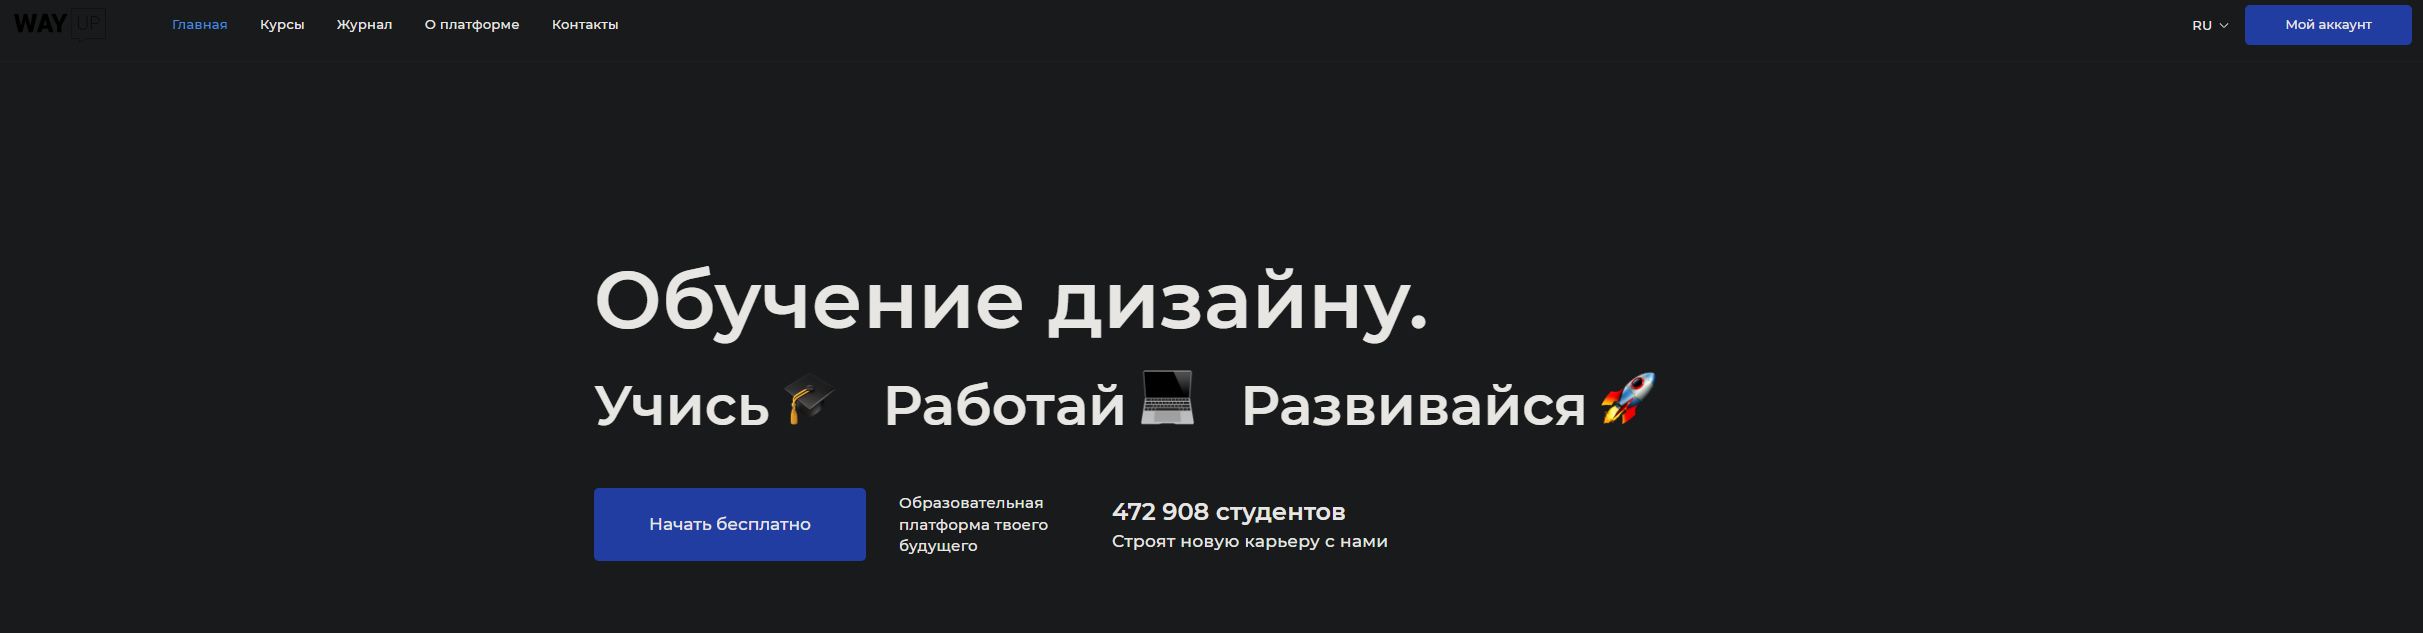 WAY UP
Главная Курсы Журнал О платформе Контакты RU Мой аккаунт
Обучение дизайну.
Учись Работай Развивайся
Начать бесплатно
Образовательная
платформа твоего
будущего
472 908 студентов
Строят новую карьеру с нами